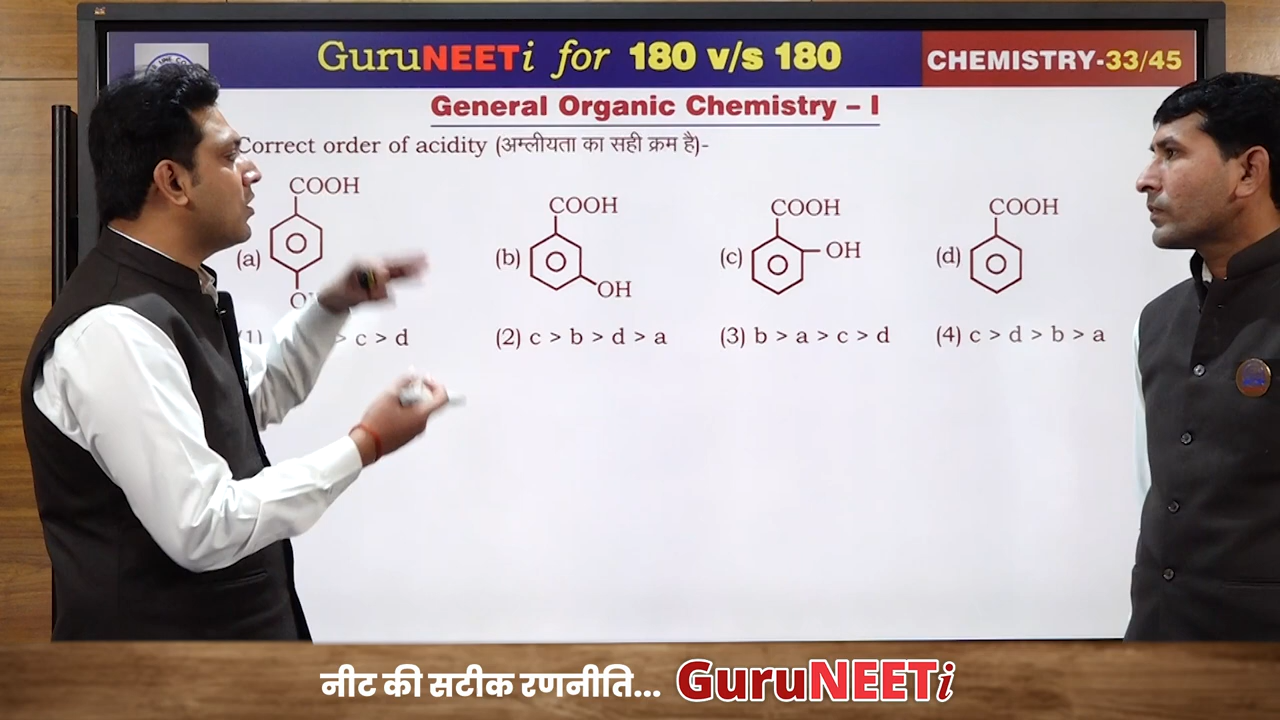 GuruNEETi for 180 v/s 180
CHEMISTRY-33/45
General Organic Chemistry – I
Correct order of acidity (अम्लीयता का सही क्रम है)-
(a) COOH
(b) COOH OH
(c) COOH OH
(d) COOH
> c > d
(2) c > b > d > a
(3) b > a > c > d
(4) c > d > b > a
नीट की सटीक रणनीति... GuruNEETi